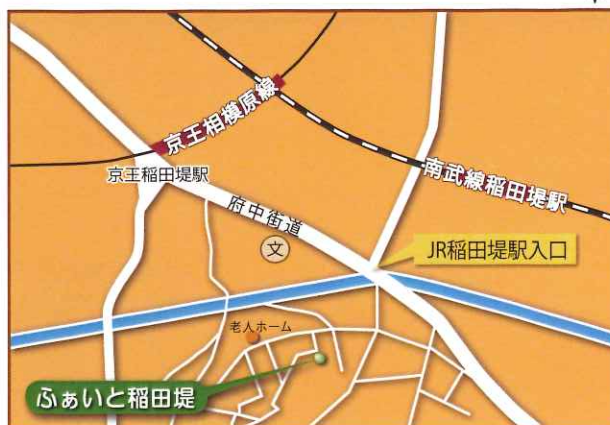 京王相模原線
京王稲田堤駅
南武線稲田堤駅
府中街道
文
JR稲田堤駅入口
老人ホーム
ふぁいと稲田堤